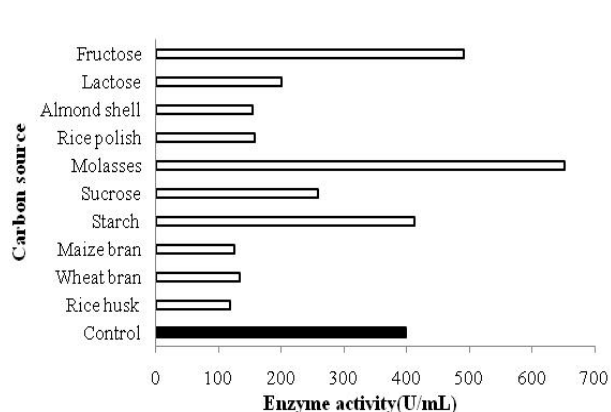 Fructose
Lactose
Almond shell
Rice polish
Molasses
Sucrose
Starch
Maize bran
Wheat bran
Rice husk
Control
Carbon source
0 100 200 300 400 500 600 700
Enzyme activity(U/mL)